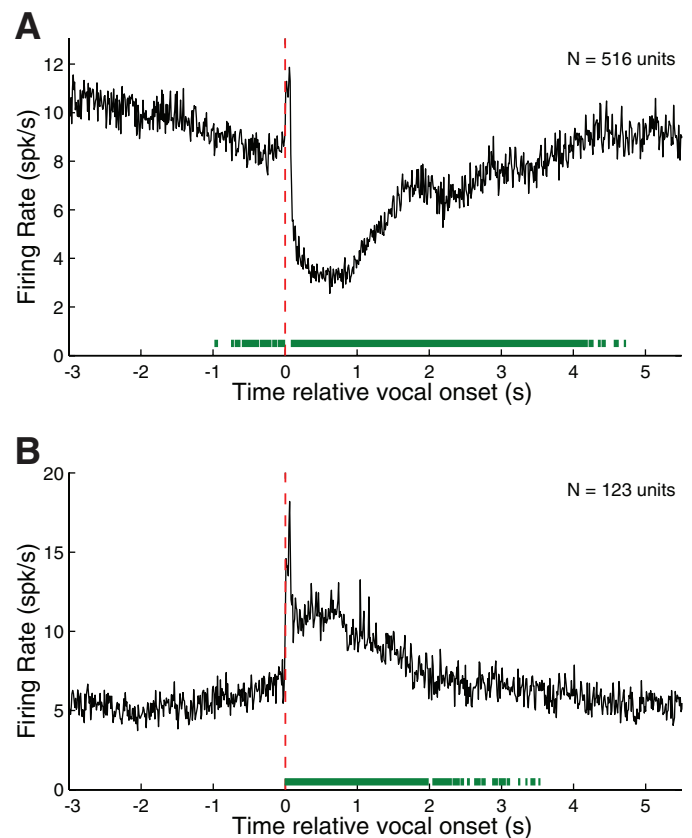 A
N = 516 units
Firing Rate (spk/s)
12
10
8
6
4
2
0
-3 -2 -1 0 1 2 3 4 5
Time relative vocal onset (s)
B
N = 123 units
Firing Rate (spk/s)
20
15
10
5
0
-3 -2 -1 0 1 2 3 4 5
Time relative vocal onset (s)